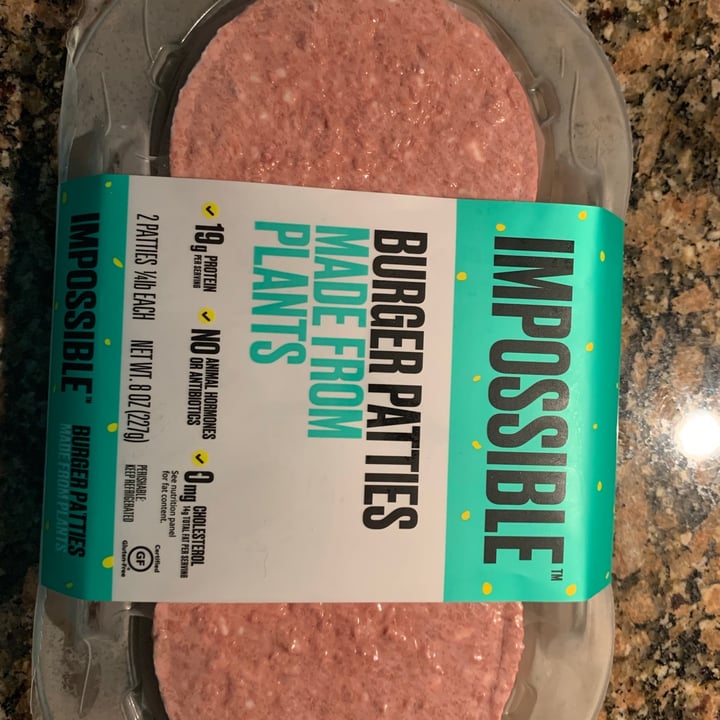 IMPOSSIBLE™
BURGER PATTIES
MADE FROM
PLANTS
19g PROTEIN
PER SERVING
NO ANIMAL HORMONES
OR ANTIBIOTICS
0mg CHOLESTEROL
14g TOTAL FAT PER SERVING
See nutrition panel
for fat content.
2 PATTIES ¼lb EACH
NET WT. 8 OZ (227g)
PERISHABLE
KEEP REFRIGERATED
Certified
GF
Gluten-Free
IMPOSSIBLE™
BURGER PATTIES
MADE FROM PLANTS